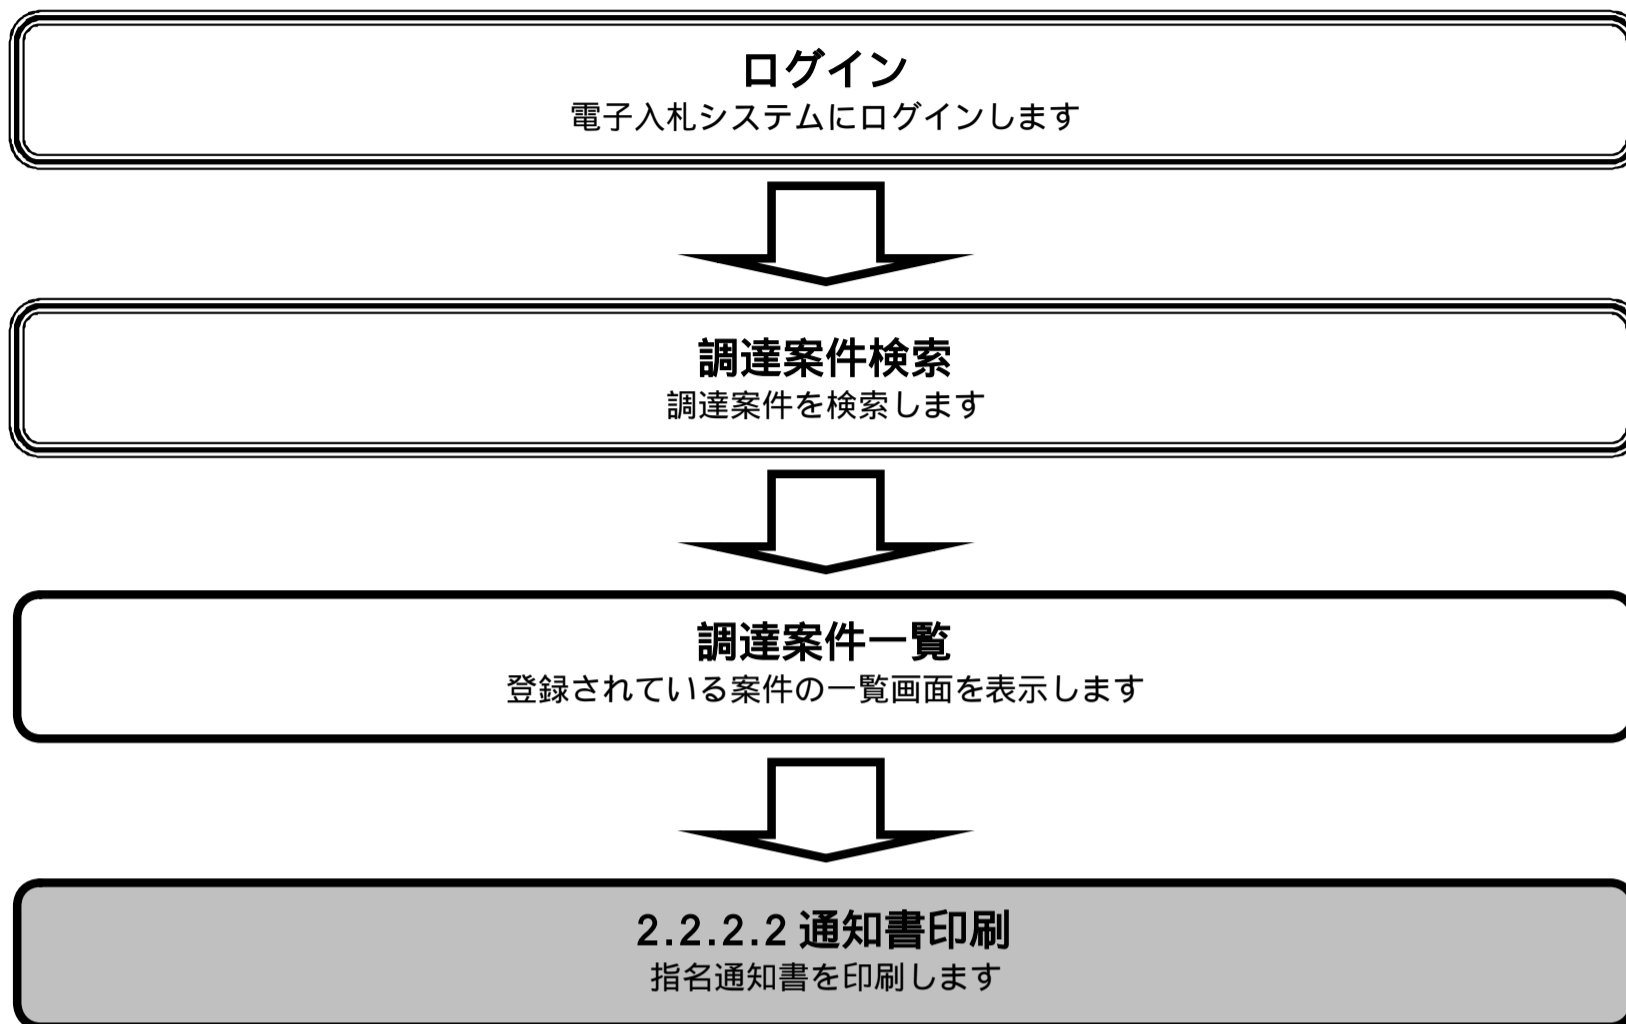 ログイン
電子入札システムにログインします
調達案件検索
調達案件を検索します
調達案件一覧
登録されている案件の一覧画面を表示します
2.2.2.2 通知書印刷
指名通知書を印刷します